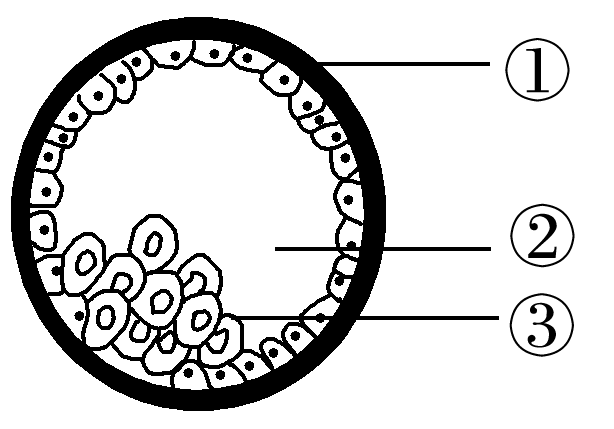 ①
②
③